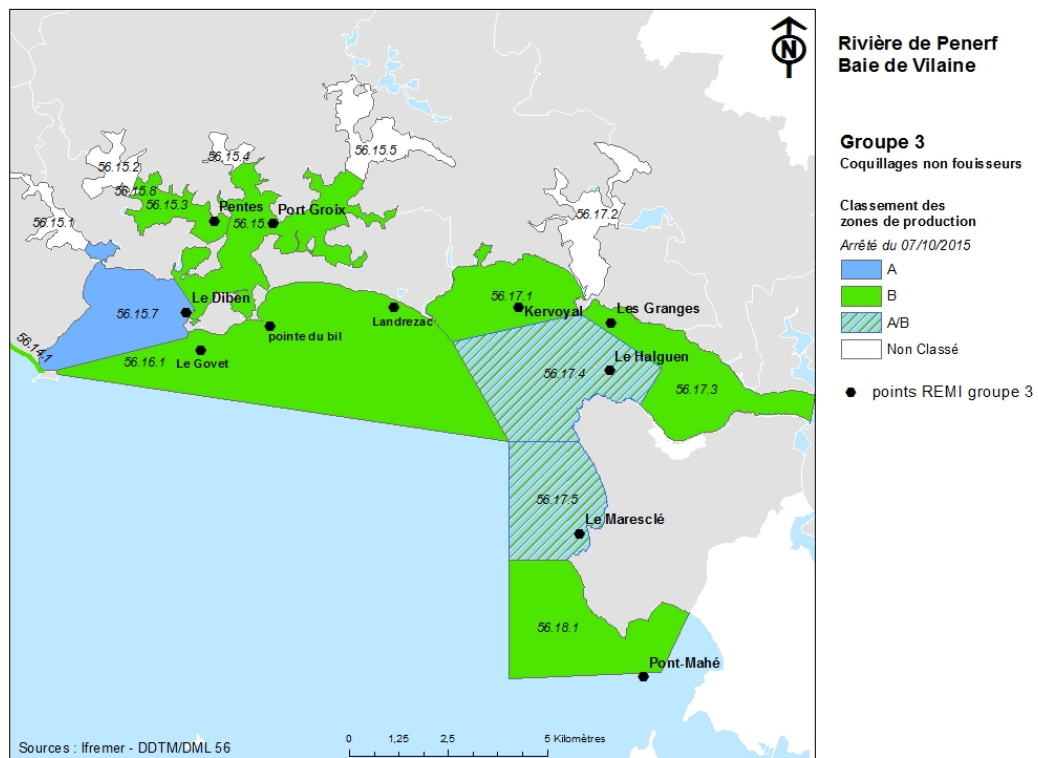 Rivière de Penerf
Baie de Vilaine
Groupe 3
Coquillages non fouisseurs
Classement des
zones de production
Arrêté du 07/10/2015
A
B
A/B
Non Classé
points REMI groupe 3
N
56.15.5
56.15.4
56.15.2
56.15.8
56.15.3
Pentes
Port Groix
56.15.
56.15.1
56.17.2
Le Diben
56.15.7
56.17.1
Kervoyal
Les Granges
Landrezac
pointe du bil
56.14.1
56.16.1
Le Govet
56.17.4
Le Halguen
56.17.3
56.17.5
Le Maresclé
56.18.1
Pont-Mahé
0 1,25 2,5 5 Kilomètres
Sources : Ifremer - DDTM/DML 56